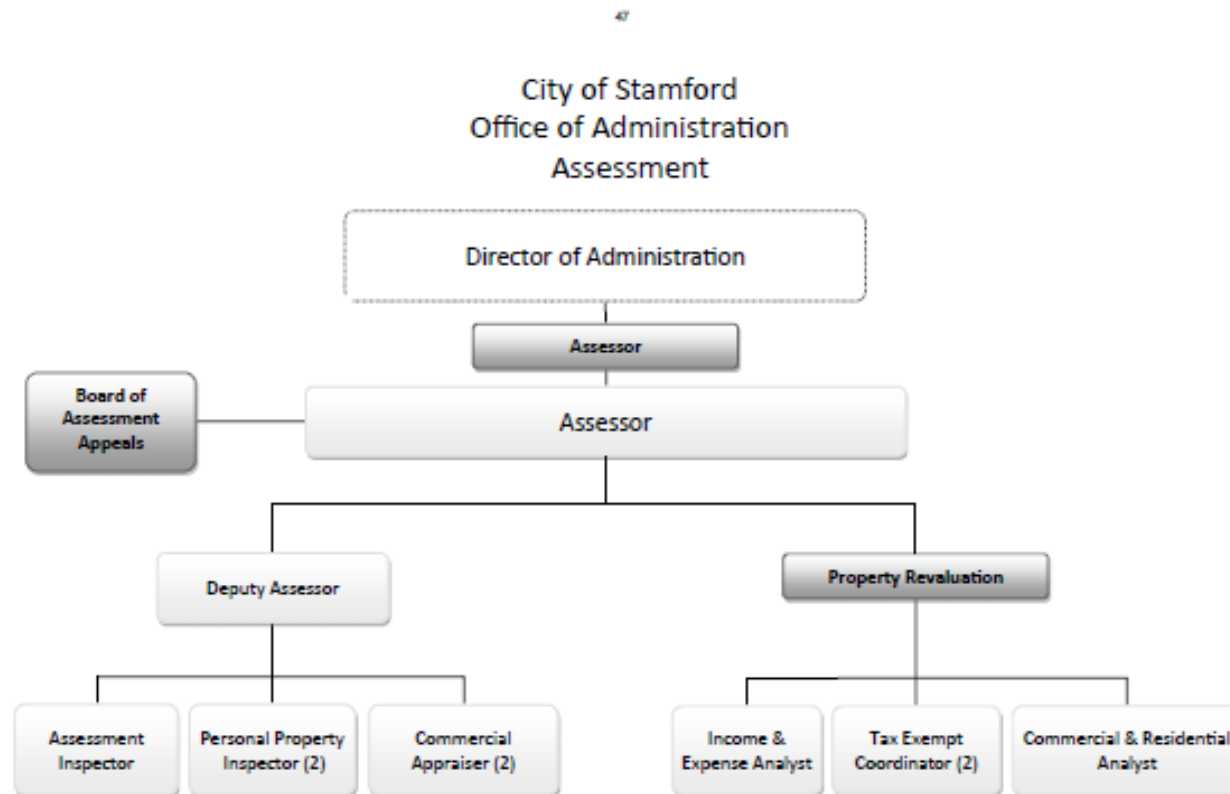 47
City of Stamford
Office of Administration
Assessment
Director of Administration
Assessor
Board of
Assessment
Appeals
Assessor
Deputy Assessor
Property Revaluation
Assessment
Inspector
Personal Property
Inspector (2)
Commercial
Appraiser (2)
Income &
Expense Analyst
Tax Exempt
Coordinator (2)
Commercial & Residential
Analyst